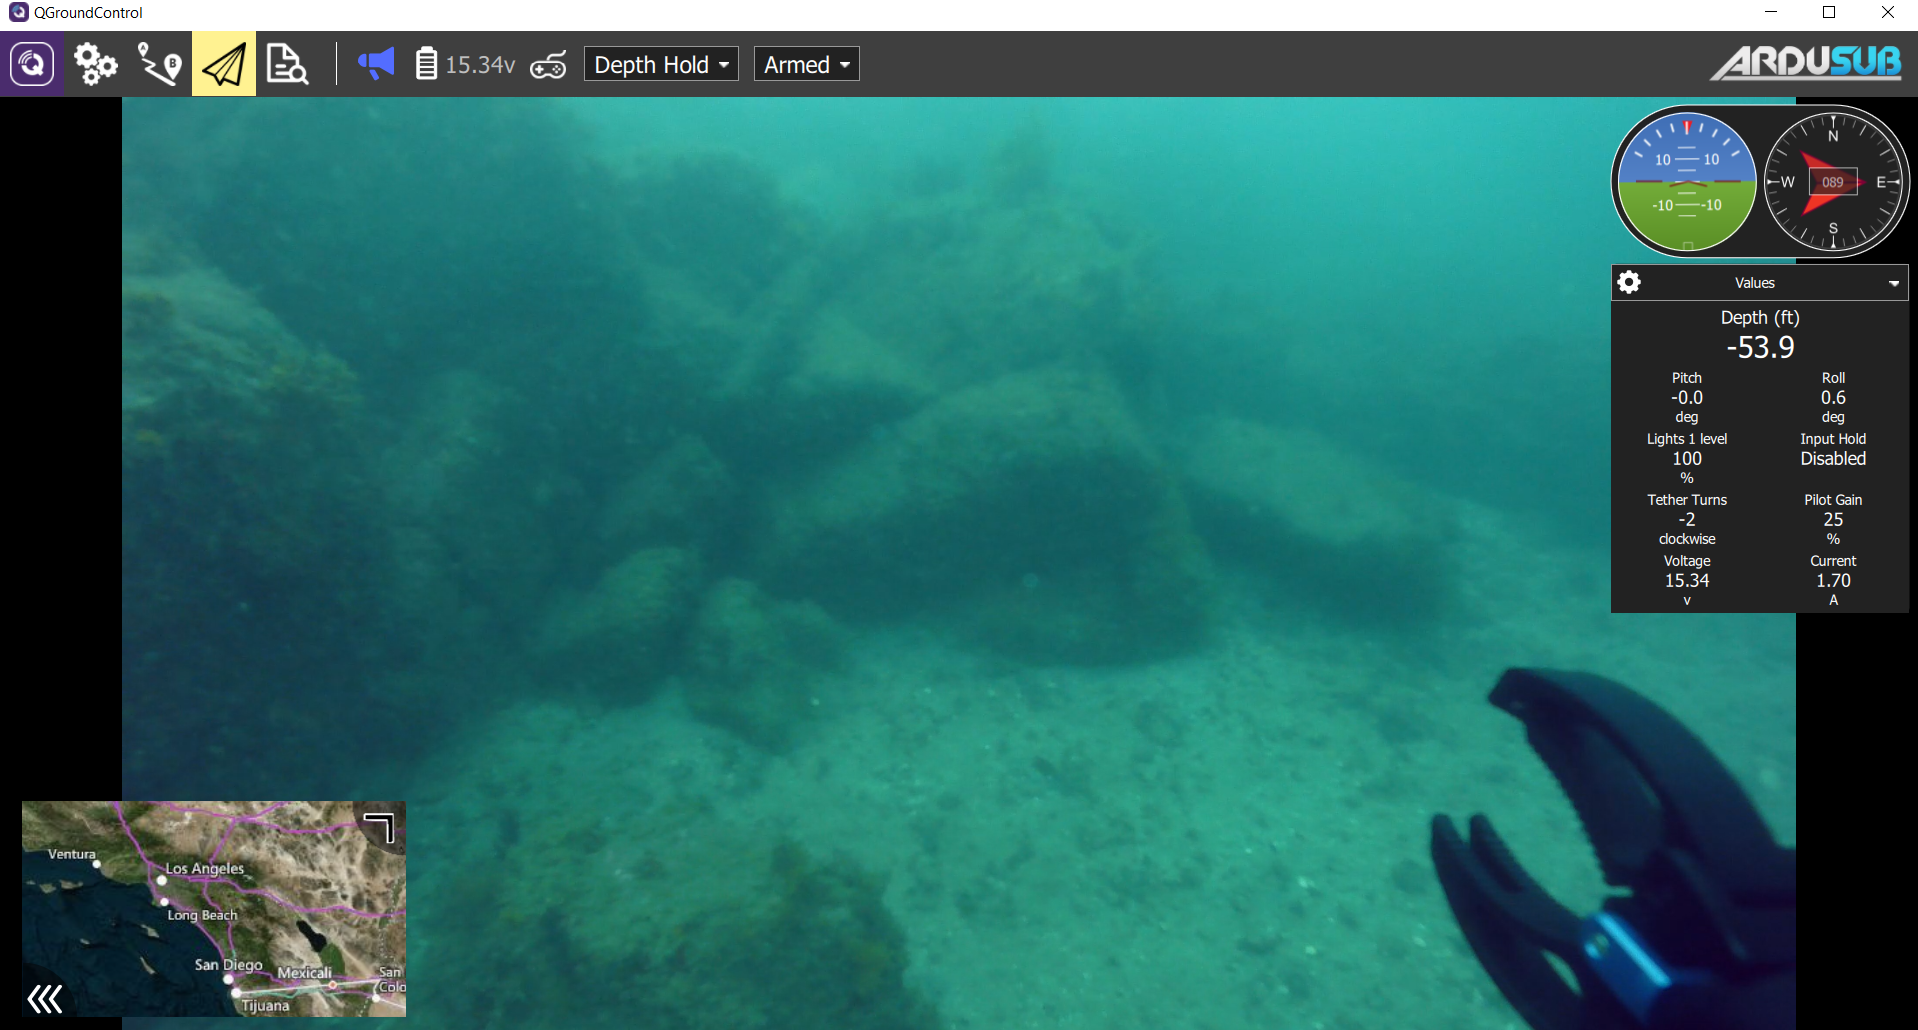 QGroundControl
15.34v
Depth Hold
Armed
ARDUSUB
A
B
10 10
-10 -10
N
W 089 E
S
Values
Depth (ft)
-53.9
Pitch Roll
-0.0 0.6
deg deg
Lights 1 level Input Hold
100 Disabled
%
Tether Turns Pilot Gain
-2 25
clockwise %
Voltage Current
15.34 1.70
v A
Ventura
Los Angeles
Long Beach
San Diego
Mexicali
San
Colo
Tijuana